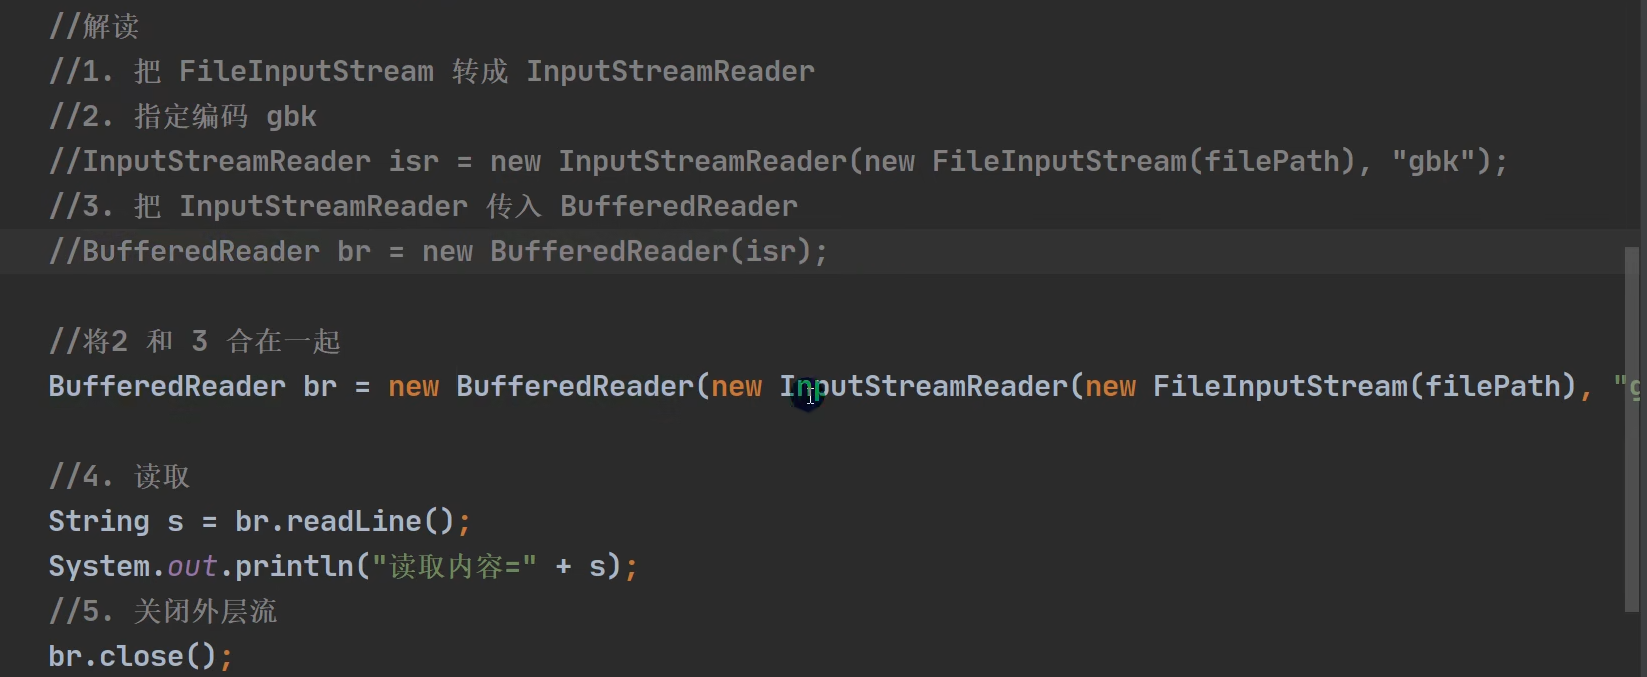 //解读
//1. 把 FileInputStream 转成 InputStreamReader
//2. 指定编码 gbk
//InputStreamReader isr = new InputStreamReader(new FileInputStream(filePath), "gbk");
//3. 把 InputStreamReader 传入 BufferedReader
//BufferedReader br = new BufferedReader(isr);
//将2 和 3 合在一起
BufferedReader br = new BufferedReader(new InputStreamReader(new FileInputStream(filePath), "g
//4. 读取
String s = br.readLine();
System.out.println("读取内容=" + s);
//5. 关闭外层流
br.close();